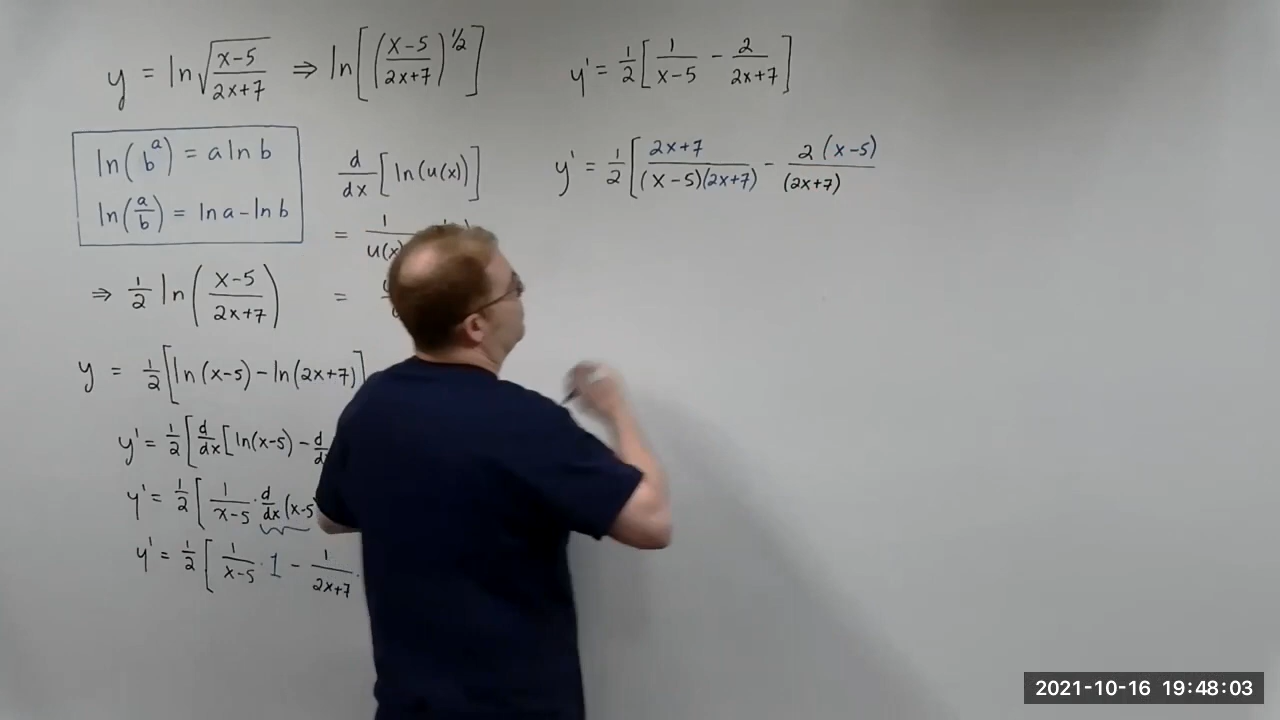 y = ln√((x-5)/(2x+7)) ⇒ ln[((x-5)/(2x+7))^1/2]
ln(b^a) = a ln b
ln(a/b) = ln a - ln b
d/dx [ln(u(x))]
= 1/u(x)
=
⇒ 1/2 ln((x-5)/(2x+7))
y = 1/2[ln(x-5) - ln(2x+7)]
y' = 1/2[d/dx[ln(x-5) - d/d
y' = 1/2[1/(x-5) · d/dx(x-5
y' = 1/2[1/(x-5) · 1 - 1/(2x+7) ·
y' = 1/2[1/(x-5) - 2/(2x+7)]
y' = 1/2[(2x+7)/((x-5)(2x+7)) - 2(x-5)/(2x+7)
2021-10-16 19:48:03